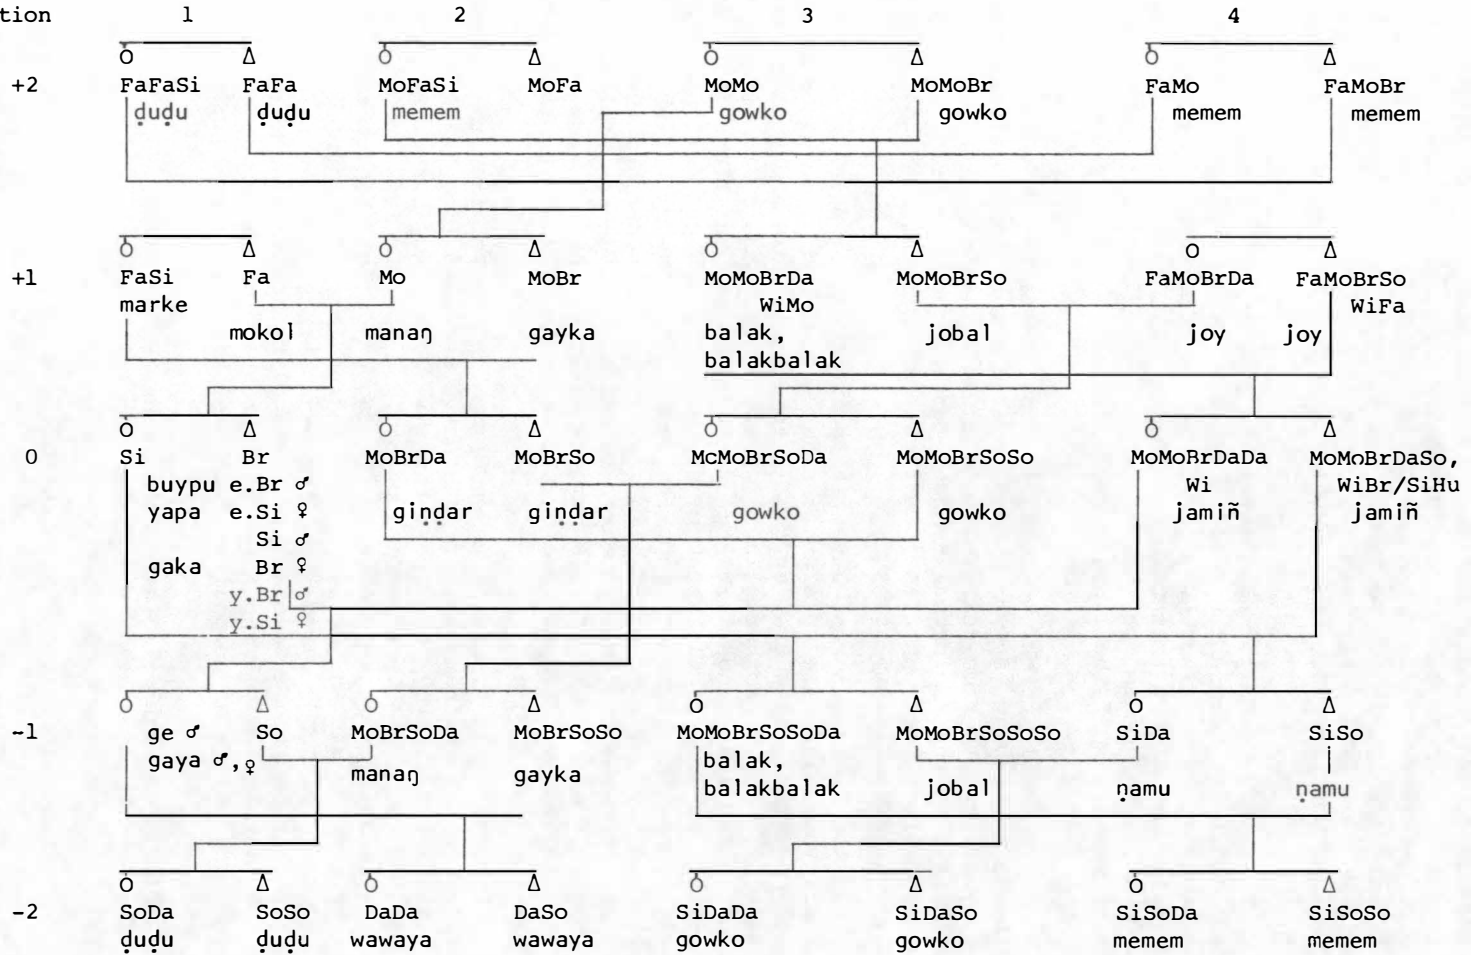 tion 1 2 3 4
+2 FaFaSi FaFa MoFaSi MoFa MoMo MoMoBr FaMo FaMoBr
ḍuḍu ḍuḍu memem gowko gowko memem memem
+1 FaSi Fa Mo MoBr MoMoBrDa MoMoBrSo FaMoBrDa FaMoBrSo
marke WiMo WiFa
mokol manaŋ gayka balak, jobal joy joy
balakbalak
0 Si Br MoBrDa MoBrSo McMoBrSoDa MoMoBrSoSo MoMoBrDaDa MoMoBrDaSo,
buypu e.Br ♂ Wi WiBr/SiHu
yapa e.Si ♀ giṇḍar giṇḍar gowko gowko jamiñ jamiñ
Si ♂
gaka Br ♀
y.Br ♂
y.Si ♀
-1 ge ♂ So MoBrSoDa MoBrSoSo MoMoBrSoSoDa MoMoBrSoSoSo SiDa SiSo
gaya ♂,♀ manaŋ gayka balak,
balakbalak jobal ṇamu ṇamu
-2 SoDa SoSo DaDa DaSo SiDaDa SiDaSo SiSoDa SiSoSo
ḍuḍu ḍuḍu wawaya wawaya gowko gowko memem memem